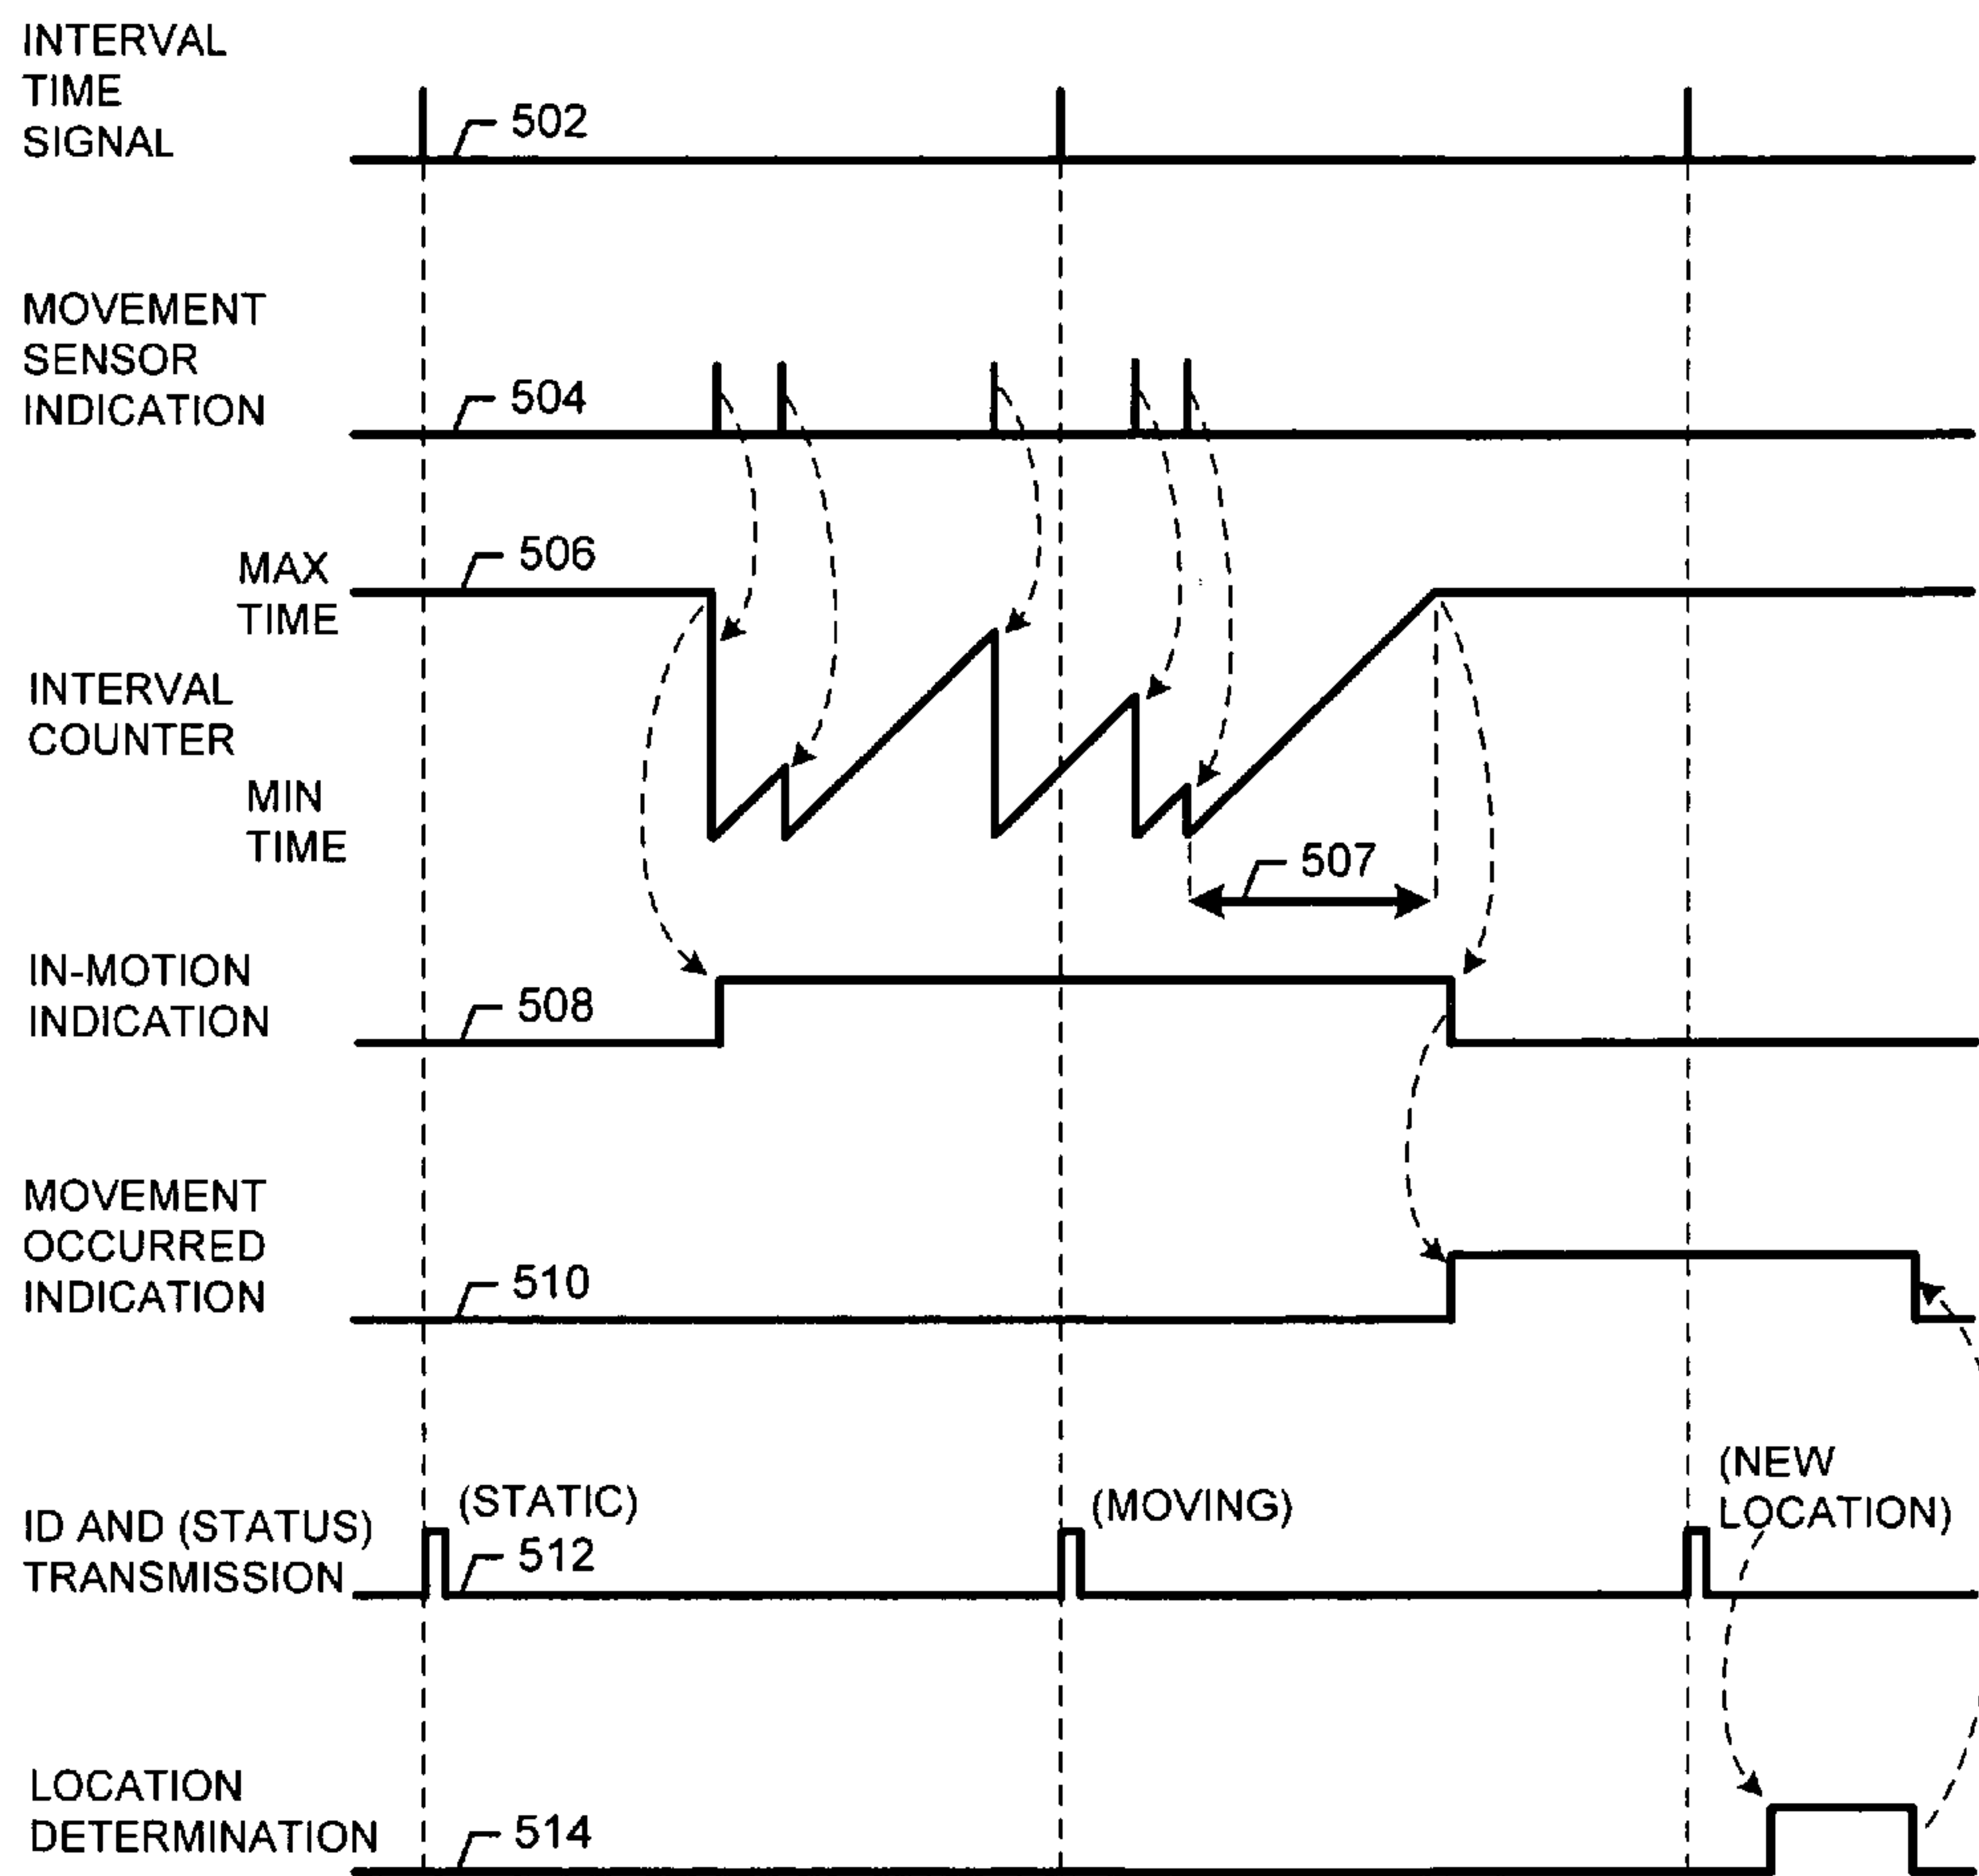 INTERVAL
TIME
SIGNAL
502
MOVEMENT
SENSOR
INDICATION
504
MAX
TIME
506
INTERVAL
COUNTER
MIN
TIME
507
IN-MOTION
INDICATION
508
MOVEMENT
OCCURRED
INDICATION
510
ID AND (STATUS)
TRANSMISSION
(STATIC)
512
(MOVING)
(NEW
LOCATION)
LOCATION
DETERMINATION
514